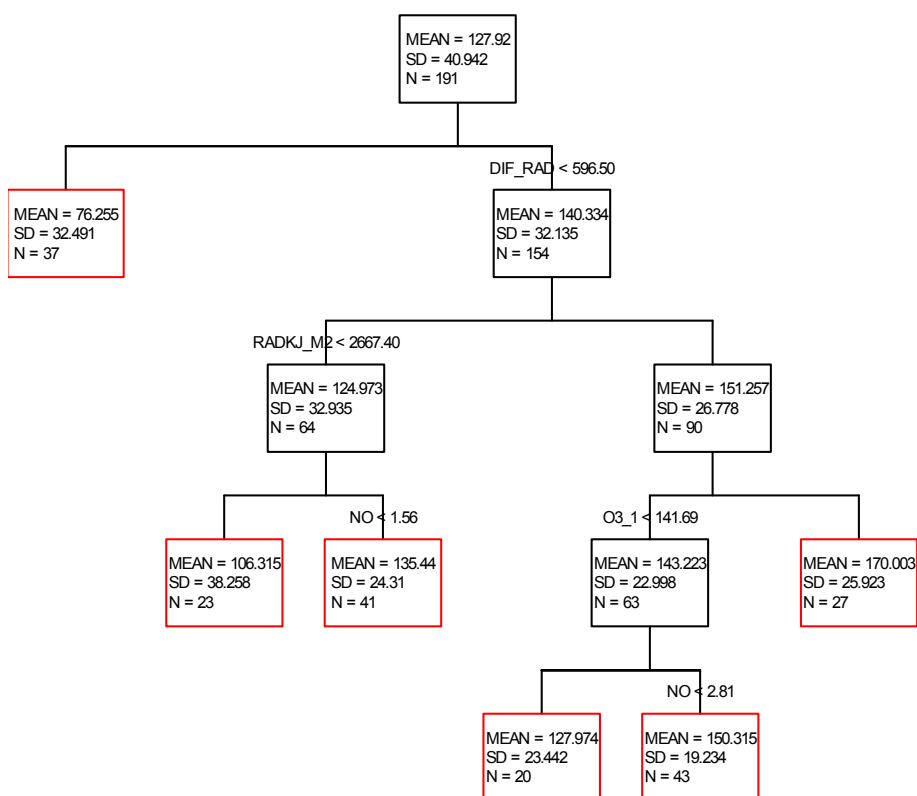 MEAN = 127.92
SD = 40.942
N = 191
DIF_RAD < 596.50
MEAN = 76.255
SD = 32.491
N = 37
MEAN = 140.334
SD = 32.135
N = 154
RADKJ_M2 < 2667.40
MEAN = 124.973
SD = 32.935
N = 64
MEAN = 151.257
SD = 26.778
N = 90
NO < 1.56
O3_1 < 141.69
MEAN = 106.315
SD = 38.258
N = 23
MEAN = 135.44
SD = 24.31
N = 41
MEAN = 143.223
SD = 22.998
N = 63
MEAN = 170.003
SD = 25.923
N = 27
NO < 2.81
MEAN = 127.974
SD = 23.442
N = 20
MEAN = 150.315
SD = 19.234
N = 43